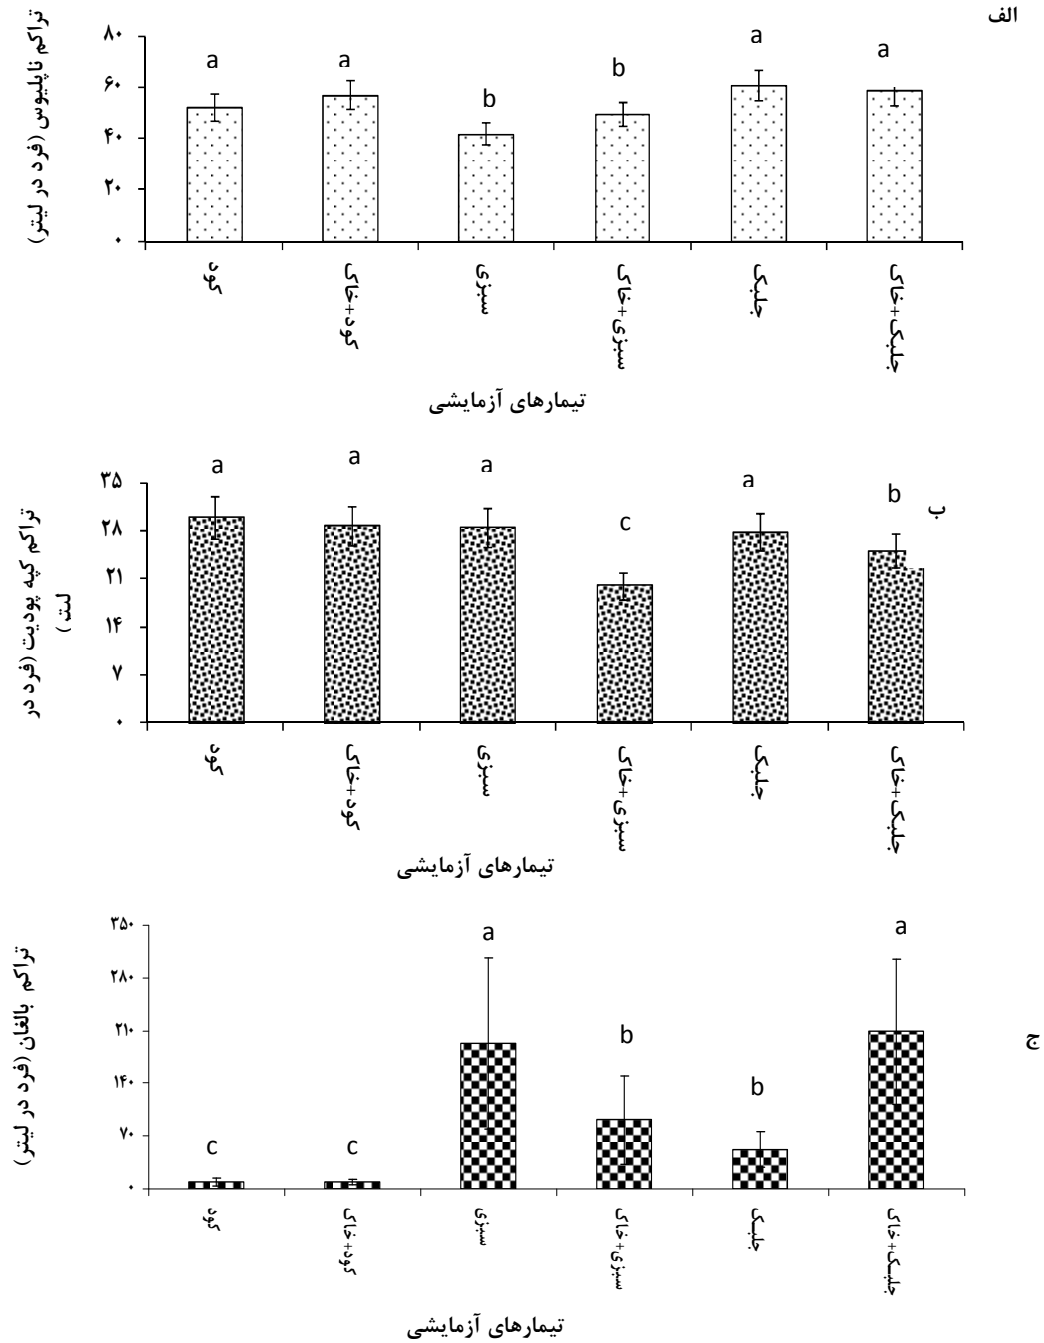 الف
تراکم ناپلیوس (فرد در لیتر)
۸۰
۶۰
۴۰
۲۰
۰
a a b b a a
کود
کود+خاک
سبزی
سبزی+خاک
جلبک
جلبک+خاک
تیمارهای آزمایشی
ب
تراکم کپه پودیت (فرد در
لیت )
۳۵
۲۸
۲۱
۱۴
۷
۰
a a a c a b
کود
کود+خاک
سبزی
سبزی+خاک
جلبک
جلبک+خاک
تیمارهای آزمایشی
ج
تراکم بالغان (فرد در لیتر)
۳۵۰
۲۸۰
۲۱۰
۱۴۰
۷۰
۰
c c a b b a
کود
کود+خاک
سبزی
سبزی+خاک
جلبک
جلبک+خاک
تیمارهای آزمایشی